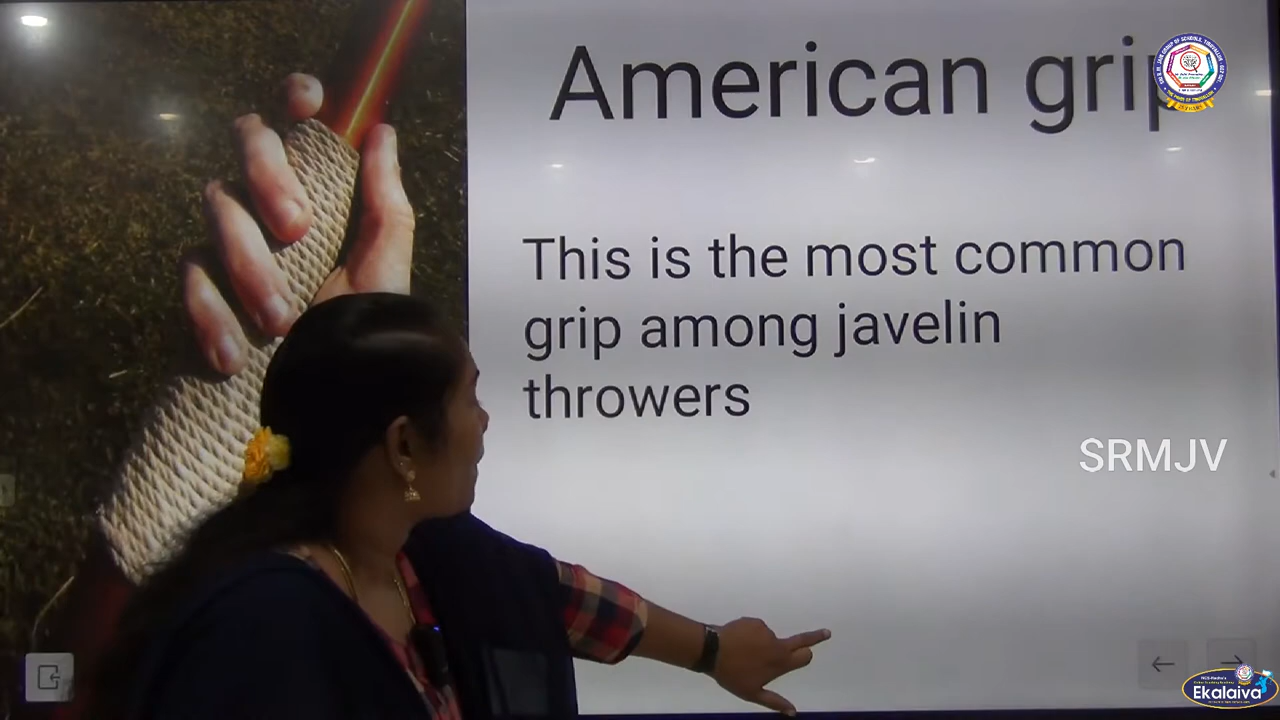 American grip
This is the most common
grip among javelin
throwers
SRMJV
Ekalaiva